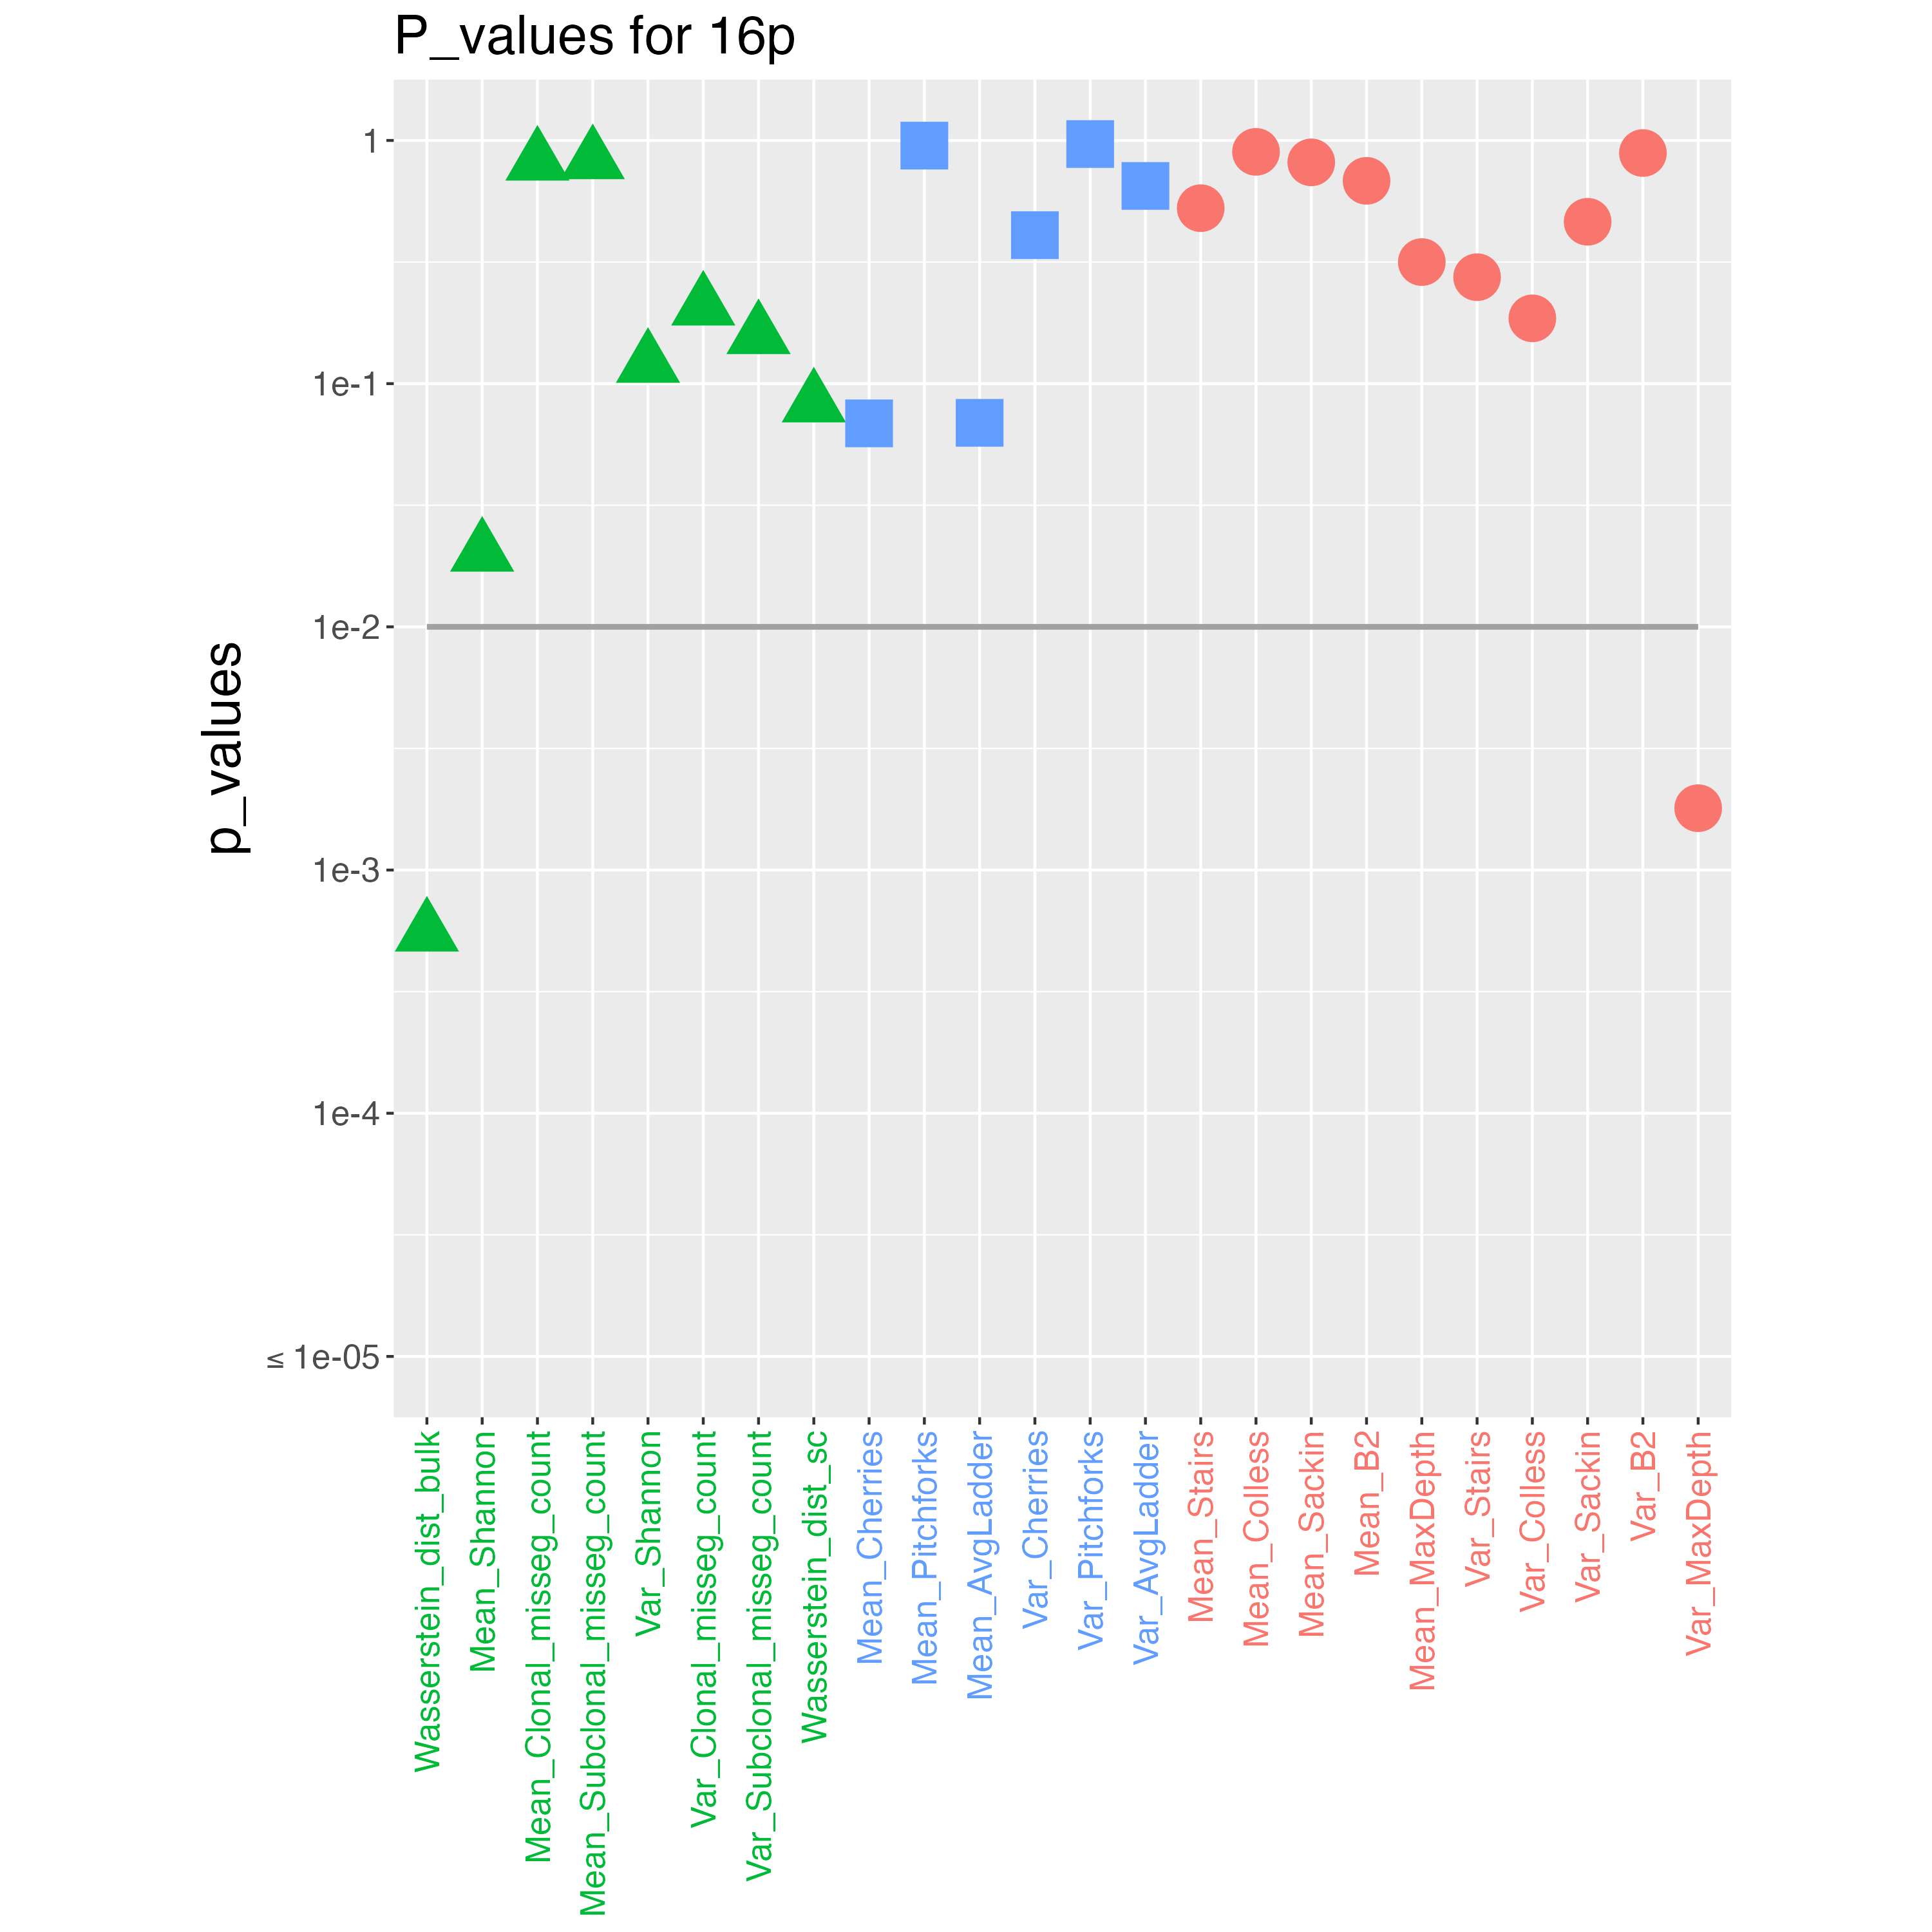 P_values for 16p
p_values
1
1e-1
1e-2
1e-3
1e-4
≤ 1e-05
Wasserstein_dist_bulk
Mean_Shannon
Mean_Clonal_misseg_count
Mean_Subclonal_misseg_count
Var_Shannon
Var_Clonal_misseg_count
Var_Subclonal_misseg_count
Wasserstein_dist_sc
Mean_Cherries
Mean_Pitchforks
Mean_AvgLadder
Var_Cherries
Var_Pitchforks
Var_AvgLadder
Mean_Stairs
Mean_Colless
Mean_Sackin
Mean_B2
Mean_MaxDepth
Var_Stairs
Var_Colless
Var_Sackin
Var_B2
Var_MaxDepth